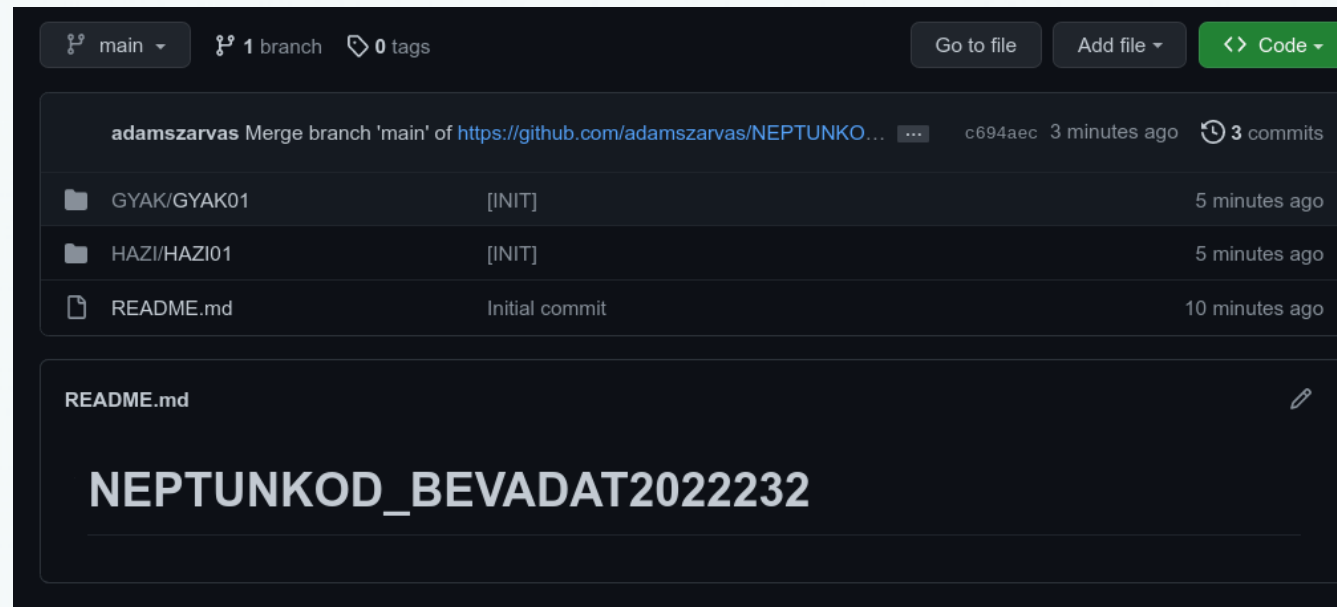 main 1 branch 0 tags Go to file Add file <> Code
adamszarvas Merge branch 'main' of https://github.com/adamszarvas/NEPTUNKO... ... c694aec 3 minutes ago 3 commits
GYAK/GYAK01 [INIT] 5 minutes ago
HAZI/HAZI01 [INIT] 5 minutes ago
README.md Initial commit 10 minutes ago
README.md
NEPTUNKOD_BEVADAT2022232